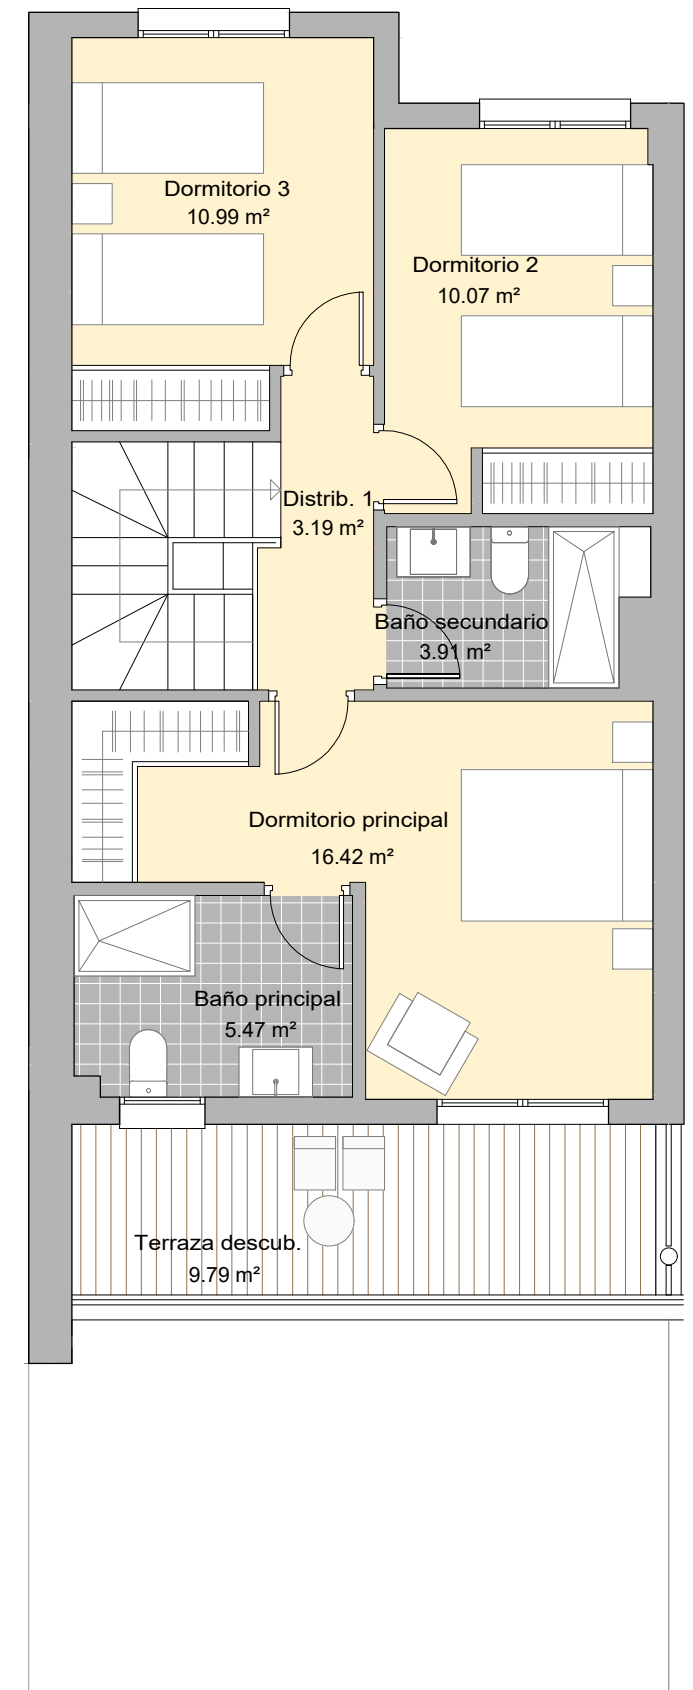 Dormitorio 3
10.99 m²
Dormitorio 2
10.07 m²
Distrib. 1
3.19 m²
Baño secundario
3.91 m²
Dormitorio principal
16.42 m²
Baño principal
5.47 m²
Terraza descub.
9.79 m²